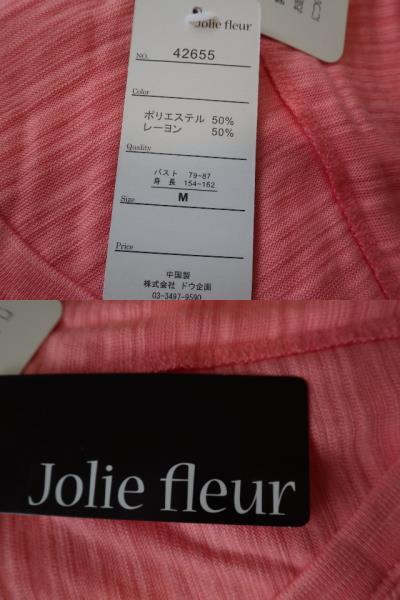 Jolie fleur
NO. 42655
Color
ポリエステル 50%
レーヨン 50%
Quality
バスト 79-87
身長 154-162
Size M
Price
中国製
株式会社 ドウ企画
03-3497-9590
Jolie fleur